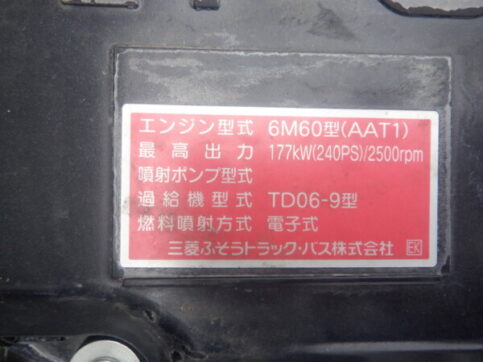 エンジン型式 6M60型(AAT1)
最高出力 177kW(240PS)/2500rpm
噴射ポンプ型式
過給機型式 TD06-9型
燃料噴射方式 電子式
三菱ふそうトラック・バス株式会社 EK